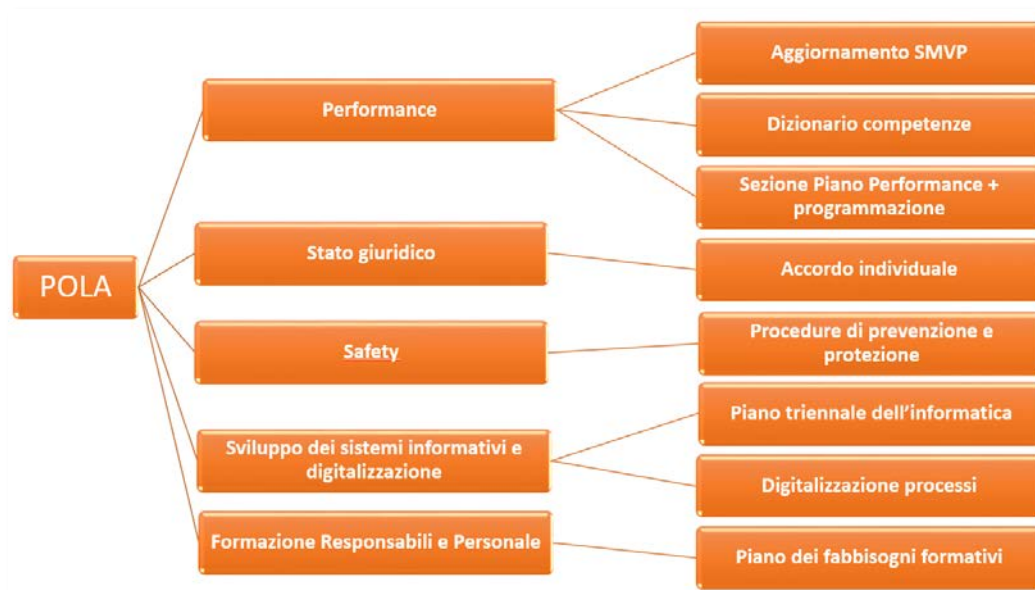 POLA
Performance
Aggiornamento SMVP
Dizionario competenze
Sezione Piano Performance +
programmazione
Stato giuridico
Accordo individuale
Safety
Procedure di prevenzione e
protezione
Sviluppo dei sistemi informativi e
digitalizzazione
Piano triennale dell'informatica
Digitalizzazione processi
Formazione Responsabili e Personale
Piano dei fabbisogni formativi